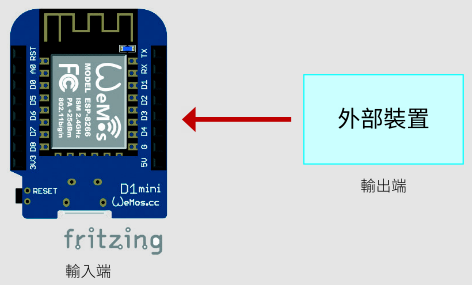 WeMos
MODEL ESP-8266
ISM 2.4GHz
PA +25dBm
802.11b/g/n
FC
RST
A0
D0
D5
D6
D7
D8
3V3
TX
RX
D1
D2
D3
D4
G
5V
RESET
D1mini
WeMos.cc
fritzing
輸入端
外部裝置
輸出端